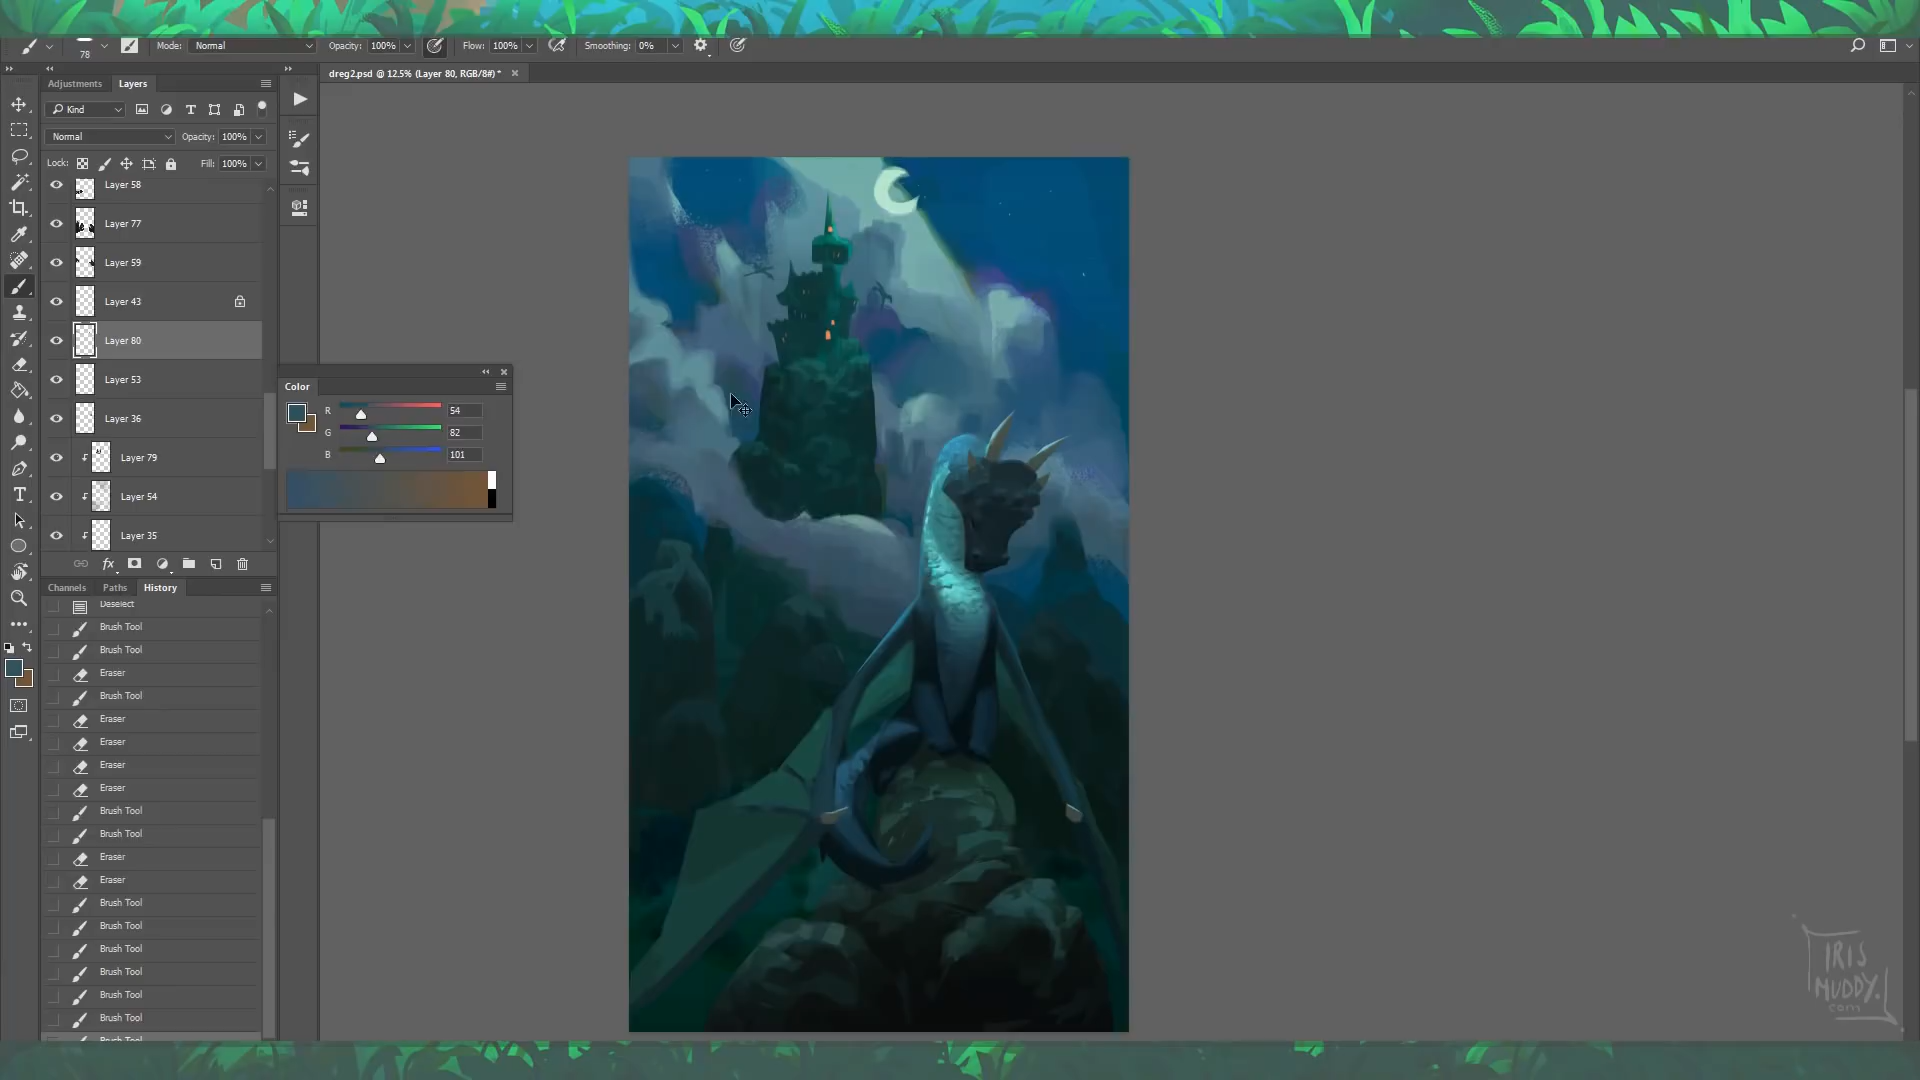 78
Mode: Normal
Opacity: 100%
Flow: 100%
Smoothing: 0%
dreg2.psd @ 12.5% (Layer 80, RGB/8#) *
Adjustments
Layers
Kind
Normal
Opacity: 100%
Lock:
Fill: 100%
Layer 58
Layer 77
Layer 59
Layer 43
Layer 80
Layer 53
Layer 36
Layer 79
Layer 54
Layer 35
Color
R 54
G 82
B 101
Channels
Paths
History
Deselect
Brush Tool
Brush Tool
Eraser
Brush Tool
Eraser
Eraser
Eraser
Eraser
Brush Tool
Brush Tool
Eraser
Eraser
Brush Tool
Brush Tool
Brush Tool
Brush Tool
Brush Tool
Brush Tool
Brush Tool
IRIS
MUDDY.
com